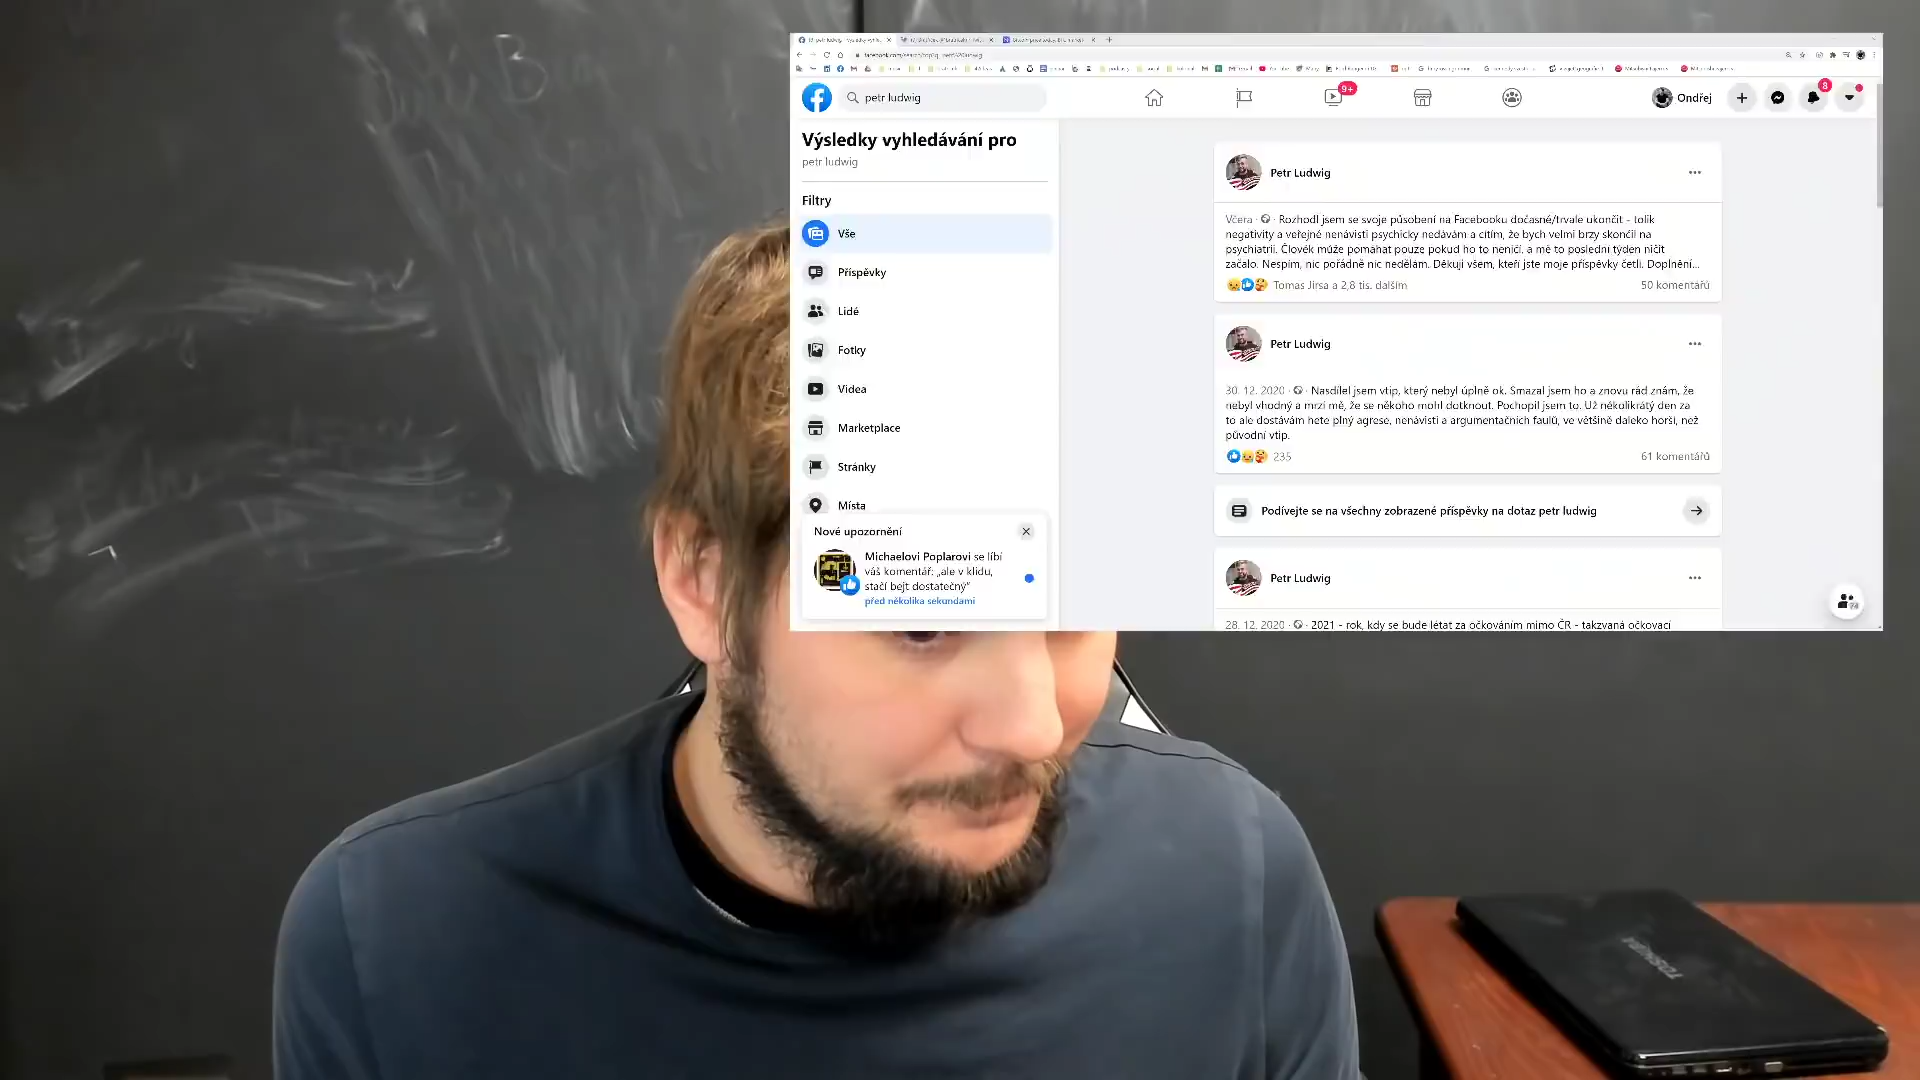 petr ludwig
9+
Ondřej
8
Výsledky vyhledávání pro
petr ludwig
Filtry
Vše
Příspěvky
Lidé
Fotky
Videa
Marketplace
Stránky
Místa
Nové upozornění
Michaelovi Poplarovi se líbí
váš komentář: „ale v klidu,
stačí bejt dostatečný“
před několika sekundami
Petr Ludwig
Včera · Rozhodl jsem se svoje působení na Facebooku dočasné/trvale ukončit - tolik
negativity a veřejné nenávisti psychicky nedávám a cítím, že bych velmi brzy skončil na
psychiatrii. Člověk může pomáhat pouze pokud ho to neničí, a mě to poslední týden ničit
začalo. Nespím, nic pořádně nic nedělám. Děkuji všem, kteří jste moje příspěvky četli. Doplnění...
Tomas Jirsa a 2,8 tis. dalším
50 komentářů
Petr Ludwig
30. 12. 2020 · Nasdílel jsem vtip, který nebyl úplně ok. Smazal jsem ho a znovu rád znám, že
nebyl vhodný a mrzí mě, že se někoho mohl dotknout. Pochopil jsem to. Už několikrátý den za
to ale dostávám hete plný agrese, nenávisti a argumentačních faulů, ve většině daleko horší, než
původní vtip.
235
61 komentářů
Podívejte se na všechny zobrazené příspěvky na dotaz petr ludwig
Petr Ludwig
28. 12. 2020 · 2021 - rok, kdy se bude létat za očkováním mimo ČR - takzvaná očkovací
TOSHIBA